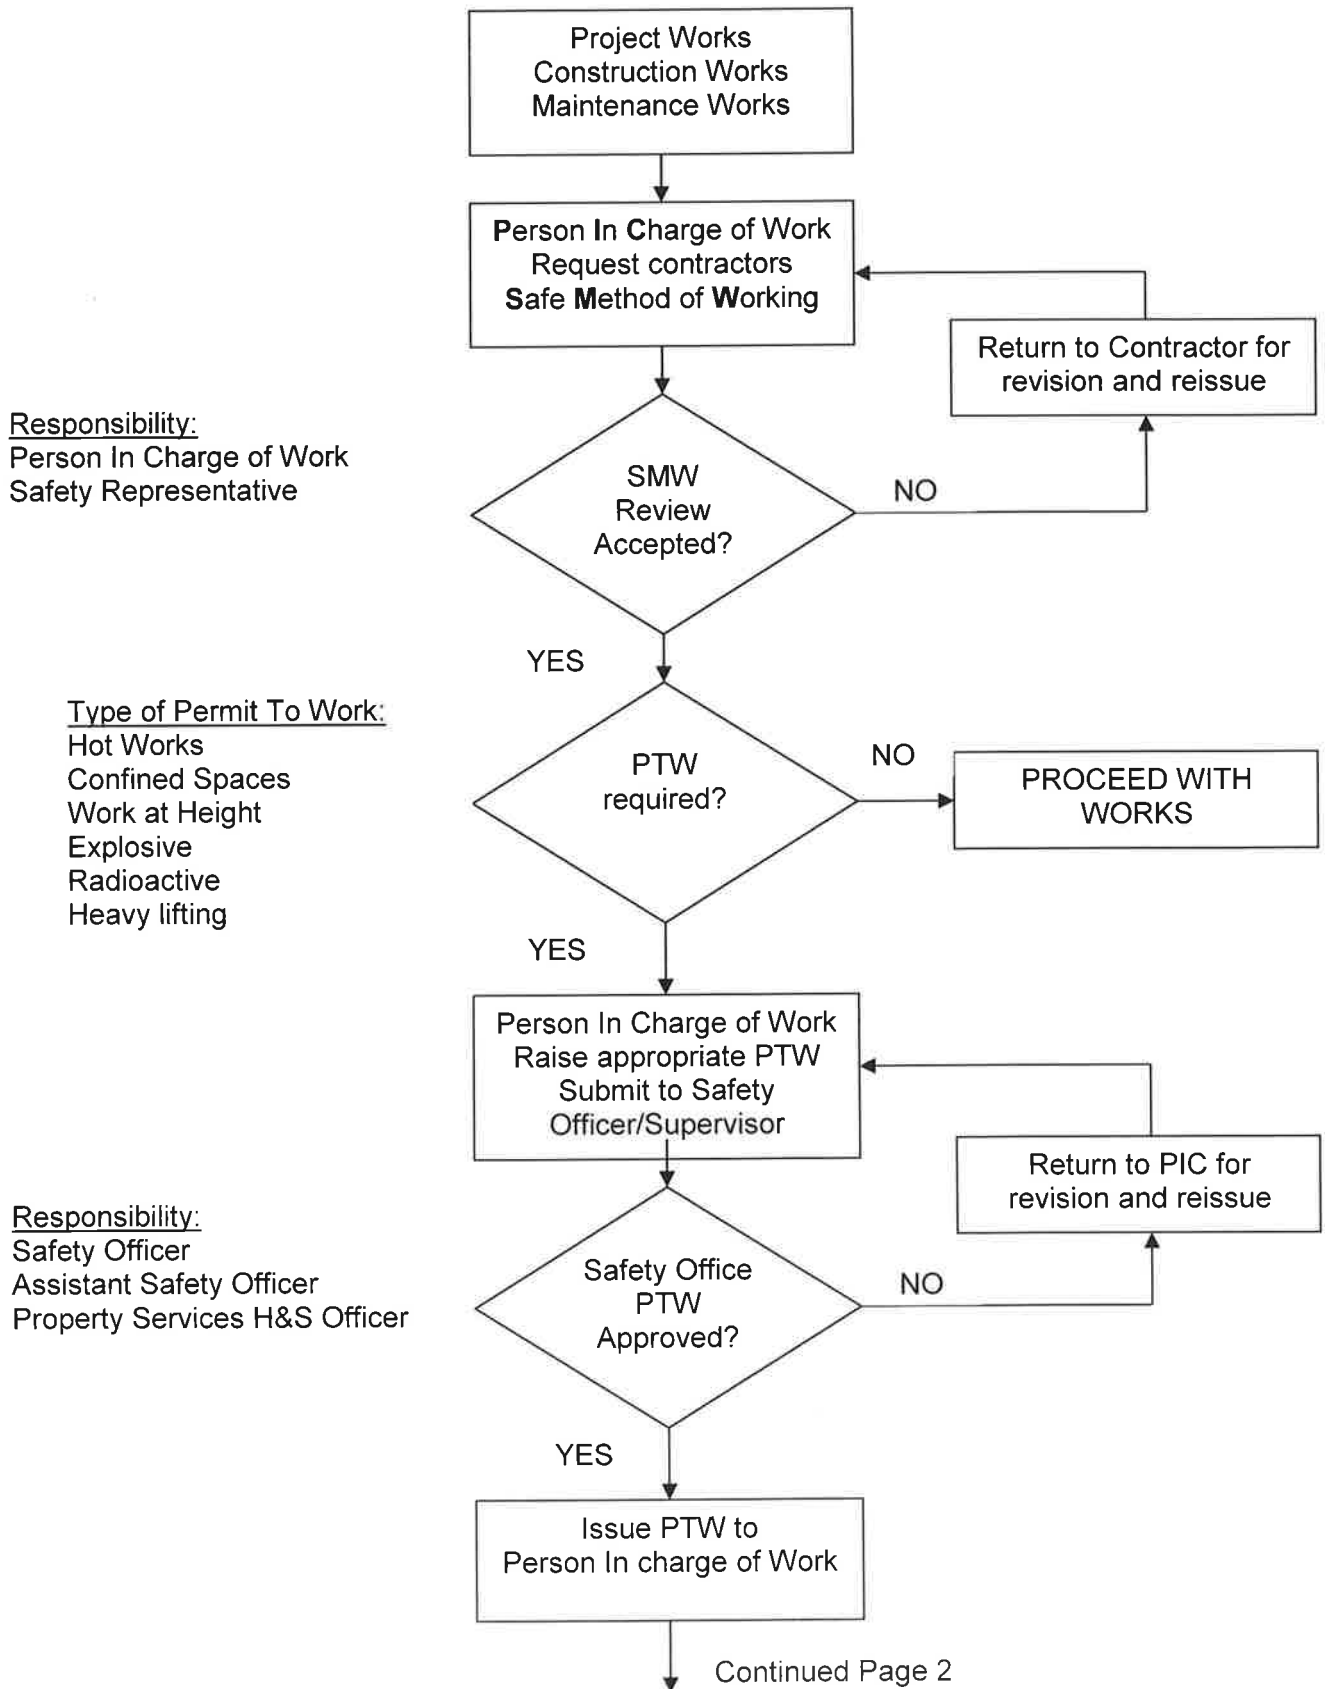 Project Works
Construction Works
Maintenance Works
Person In Charge of Work
Request contractors
Safe Method of Working
Return to Contractor for
revision and reissue
Responsibility:
Person In Charge of Work
Safety Representative
SMW
Review
Accepted?
NO
YES
Type of Permit To Work:
Hot Works
Confined Spaces
Work at Height
Explosive
Radioactive
Heavy lifting
PTW
required?
NO
PROCEED WITH
WORKS
YES
Person In Charge of Work
Raise appropriate PTW
Submit to Safety
Officer/Supervisor
Return to PIC for
revision and reissue
Responsibility:
Safety Officer
Assistant Safety Officer
Property Services H&S Officer
Safety Office
PTW
Approved?
NO
YES
Issue PTW to
Person In charge of Work
Continued Page 2